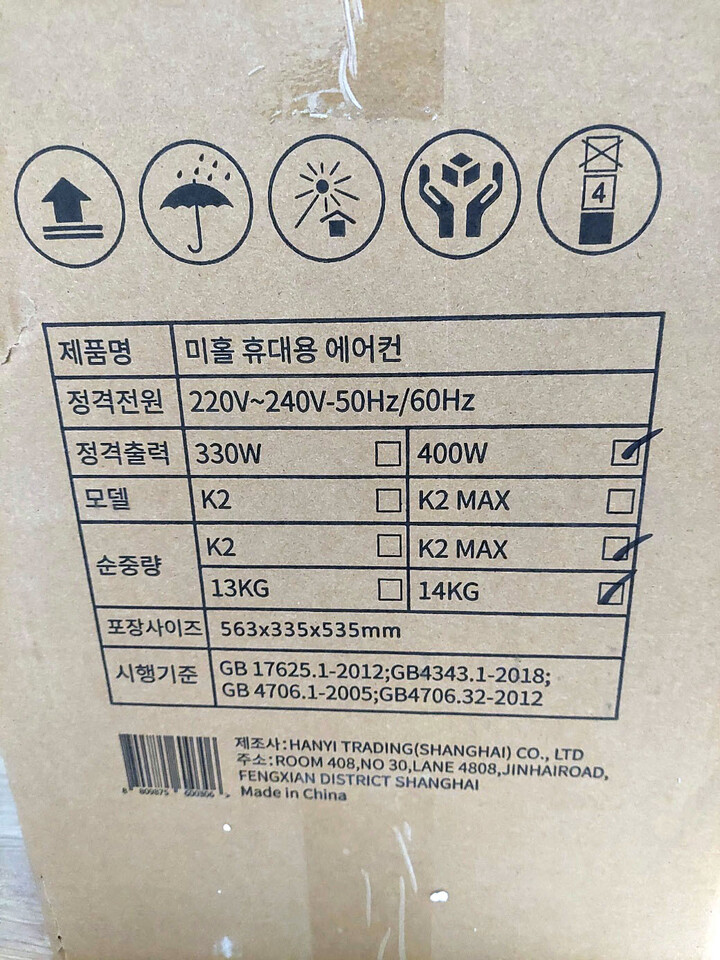 4
제품명 미홀 휴대용 에어컨
정격전원 220V~240V-50Hz/60Hz
정격출력 330W 400W
모델 K2 K2 MAX
순중량 K2 K2 MAX
13KG 14KG
포장사이즈 563x335x535mm
시행기준 GB 17625.1-2012;GB4343.1-2018;
GB 4706.1-2005;GB4706.32-2012
제조사:HANYI TRADING(SHANGHAI) CO., LTD
주소:ROOM 408,NO 30,LANE 4808,JINHAIROAD,
FENGXIAN DISTRICT SHANGHAI
Made in China